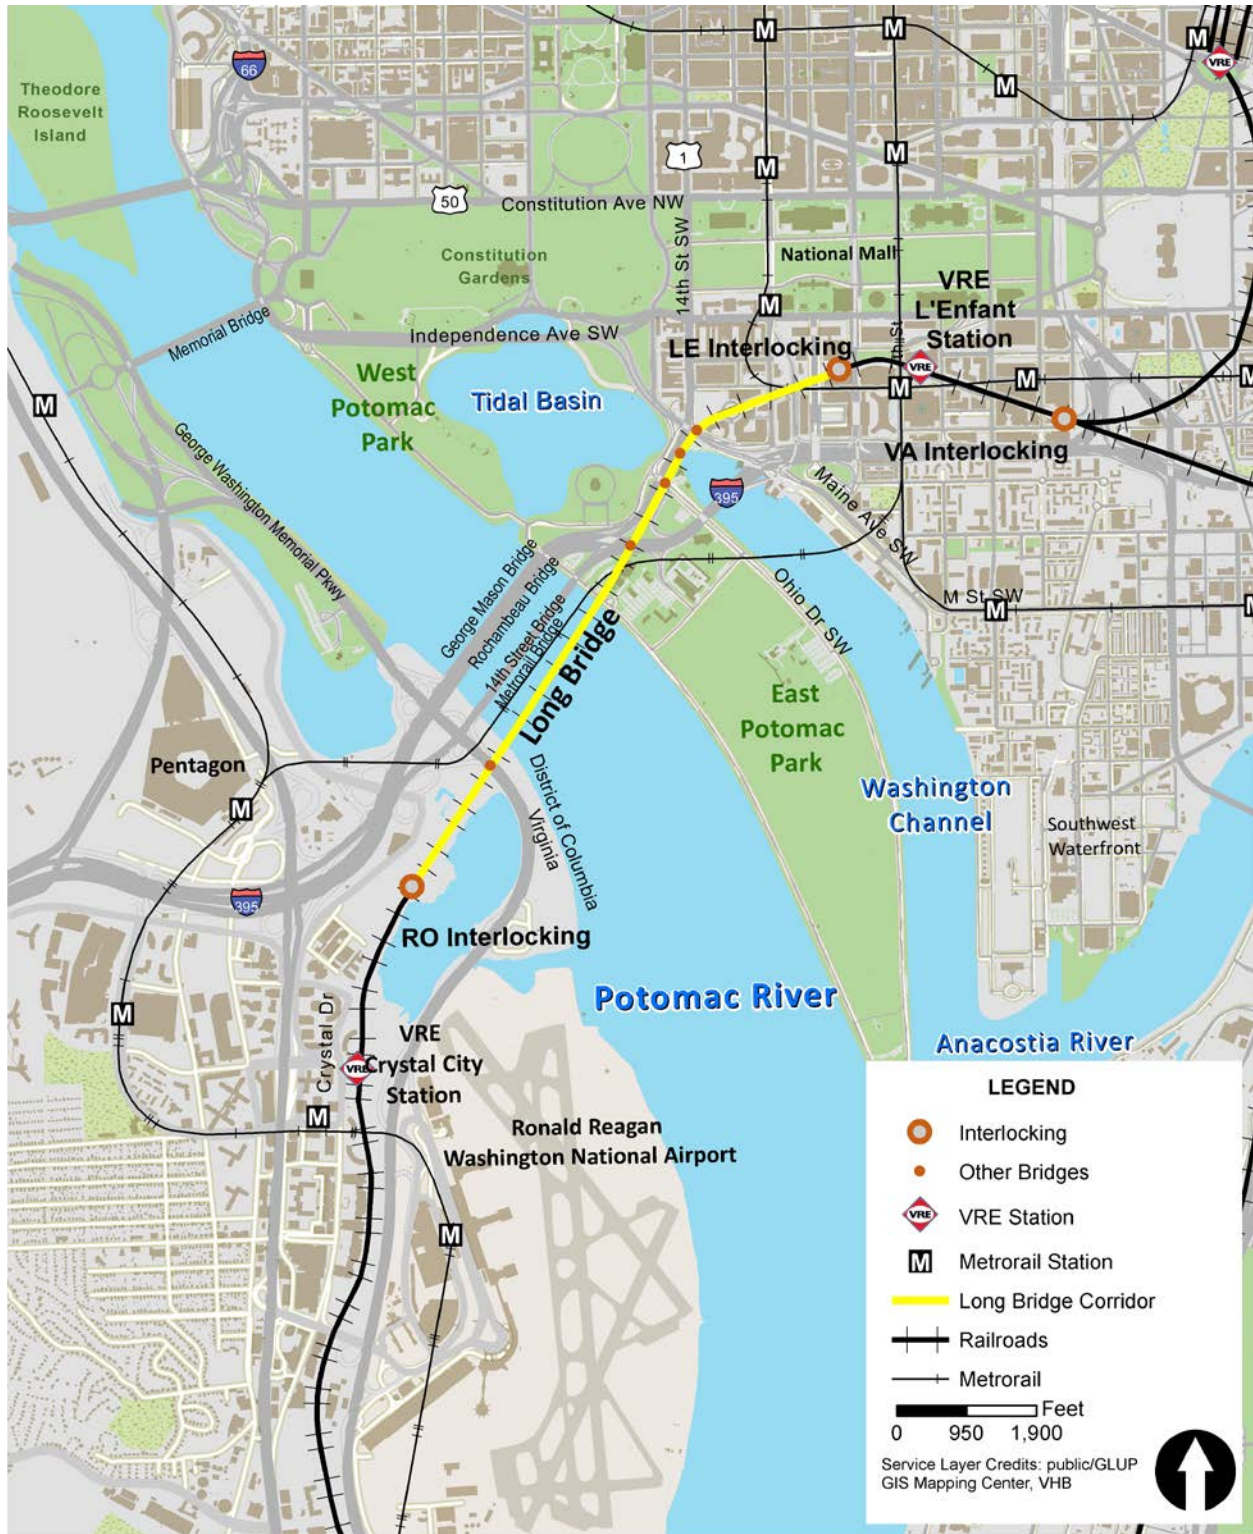 Theodore
Roosevelt
Island
66
M
M
M
M
VRE
1
M
M
50
Constitution Ave NW
14th St SW
Constitution
Gardens
National Mall
VRE
L'Enfant
Station
Memorial Bridge
M
Independence Ave SW
LE Interlocking
7th St
West
Potomac
Park
Tidal Basin
VRE
M
M
M
M
George Washington Memorial Pkwy
VA Interlocking
395
Maine Ave SW
George Mason Bridge
Rochambeau Bridge
14th Street Bridge
Metrorail Bridge
Long Bridge
Ohio Dr SW
M St SW
M
M
East
Potomac
Park
Pentagon
M
District of Columbia
Virginia
Washington
Channel
Southwest
Waterfront
395
RO Interlocking
Potomac River
M
Crystal Dr
Anacostia River
VRE
Crystal City
Station
VRE
M
Ronald Reagan
Washington National Airport
M
LEGEND
Interlocking
Other Bridges
VRE VRE Station
M Metrorail Station
Long Bridge Corridor
Railroads
Metrorail
Feet
0 950 1,900
Service Layer Credits: public/GLUP
GIS Mapping Center, VHB